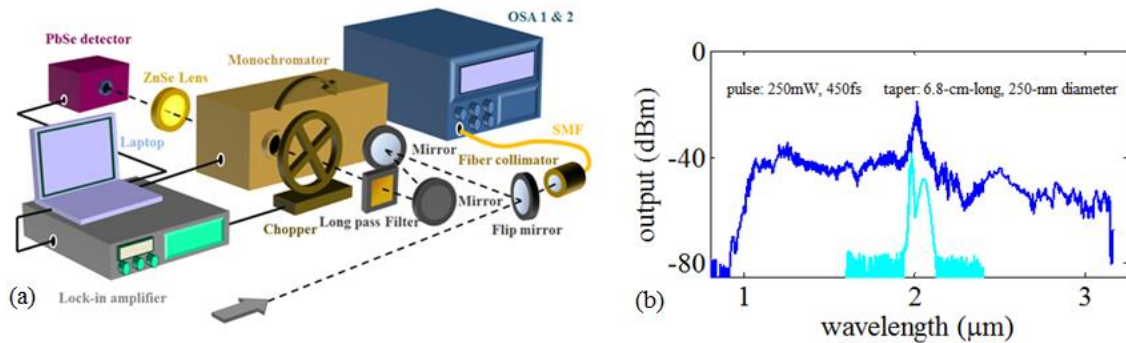 OSA 1 & 2
PbSe detector
ZnSe Lens
Monochromator
Laptop
SMF
Mirror
Fiber collimator
Mirror
Long pass Filter
Chopper
Flip mirror
Lock-in amplifier
(a)
0
-40
-80
output (dBm)
pulse: 250mW, 450fs taper: 6.8-cm-long, 250-nm diameter
1
2
3
wavelength (μm)
(b)